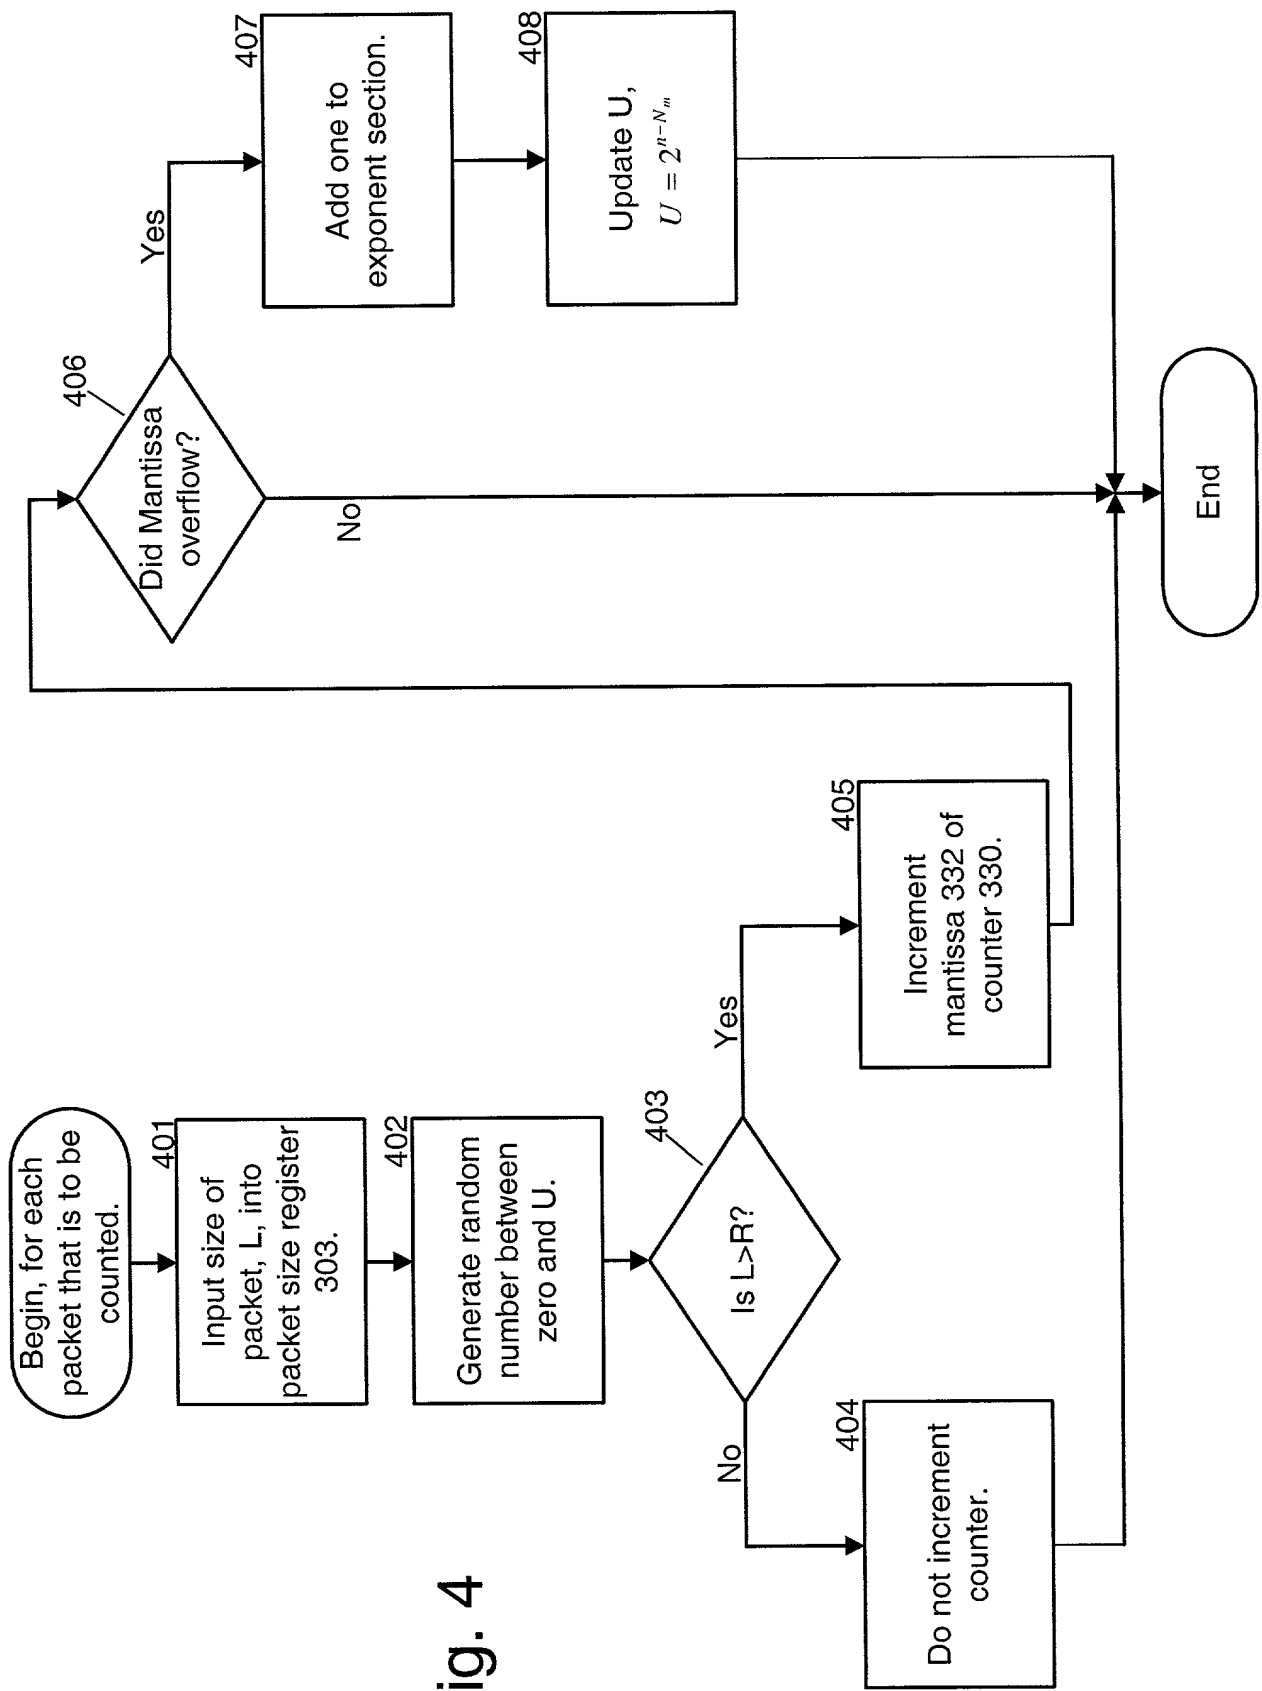 Begin, for each
packet that is to be
counted.
401
Input size of
packet, L, into
packet size register
303.
402
Generate random
number between
zero and U.
403
Is L>R?
No
Yes
404
Do not increment
counter.
405
Increment
mantissa 332 of
counter 330.
406
Did Mantissa
overflow?
Yes
No
407
Add one to
exponent section.
408
Update U,
U = 2^{n-N_m}
End
ig. 4